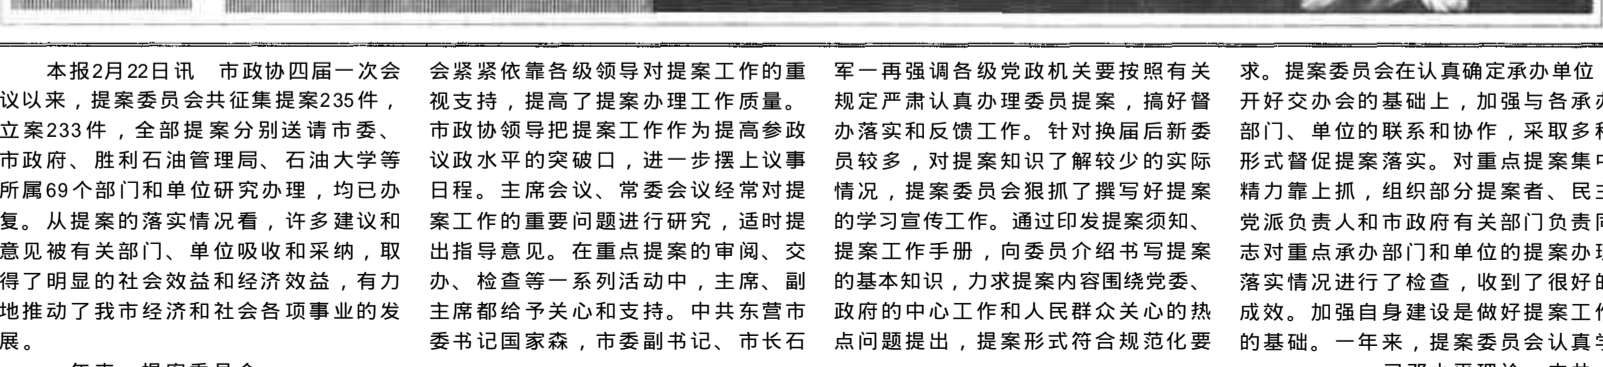 本报2月22日讯　市政协四届一次会
议以来，提案委员会共征集提案235件，
立案233件，全部提案分别送请市委、
市政府、胜利石油管理局、石油大学等
所属69个部门和单位研究办理，均已办
复。从提案的落实情况看，许多建议和
意见被有关部门、单位吸收和采纳，取
得了明显的社会效益和经济效益，有力
地推动了我市经济和社会各项事业的发
展。
会紧紧依靠各级领导对提案工作的重
视支持，提高了提案办理工作质量。
市政协领导把提案工作作为提高参政
议政水平的突破口，进一步摆上议事
日程。主席会议、常委会议经常对提
案工作的重要问题进行研究，适时提
出指导意见。在重点提案的审阅、交
办、检查等一系列活动中，主席、副
主席都给予关心和支持。中共东营市
委书记国家森，市委副书记、市长石
军一再强调各级党政机关要按照有关
规定严肃认真办理委员提案，搞好督
办落实和反馈工作。针对换届后新委
员较多，对提案知识了解较少的实际
情况，提案委员会狠抓了撰写好提案
的学习宣传工作。通过印发提案须知、
提案工作手册，向委员介绍书写提案
的基本知识，力求提案内容围绕党委、
政府的中心工作和人民群众关心的热
点问题提出，提案形式符合规范化要
求。提案委员会在认真确定承办单位
开好交办会的基础上，加强与各承办
部门、单位的联系和协作，采取多种
形式督促提案落实。对重点提案集中
精力靠上抓，组织部分提案者、民主
党派负责人和市政府有关部门负责同
志对重点承办部门和单位的提案办理
落实情况进行了检查，收到了很好的
成效。加强自身建设是做好提案工作
的基础。一年来，提案委员会认真学